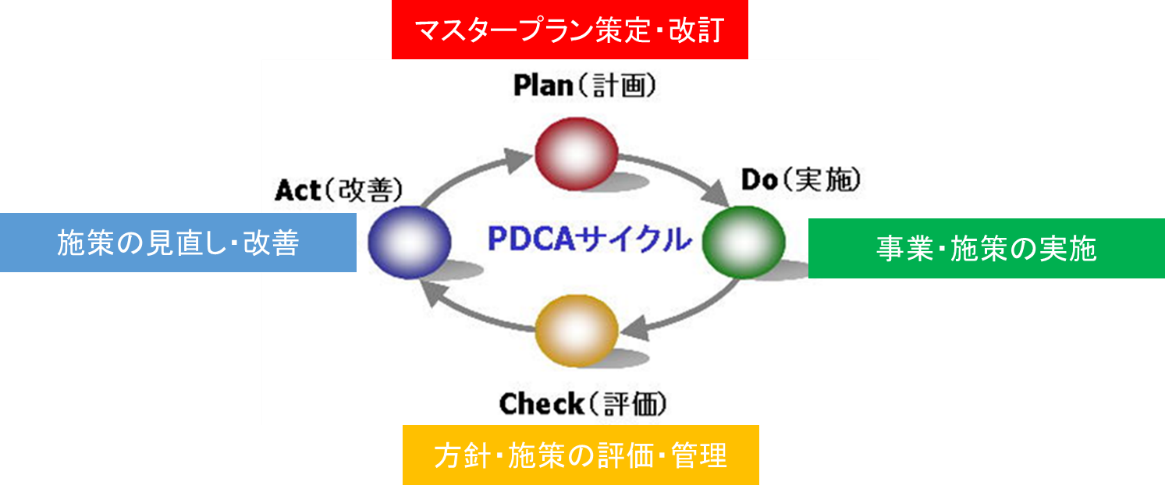 マスタープラン策定・改訂
Plan(計画)
Act(改善)
Do(実施)
施策の見直し・改善
PDCAサイクル
事業・施策の実施
Check(評価)
方針・施策の評価・管理